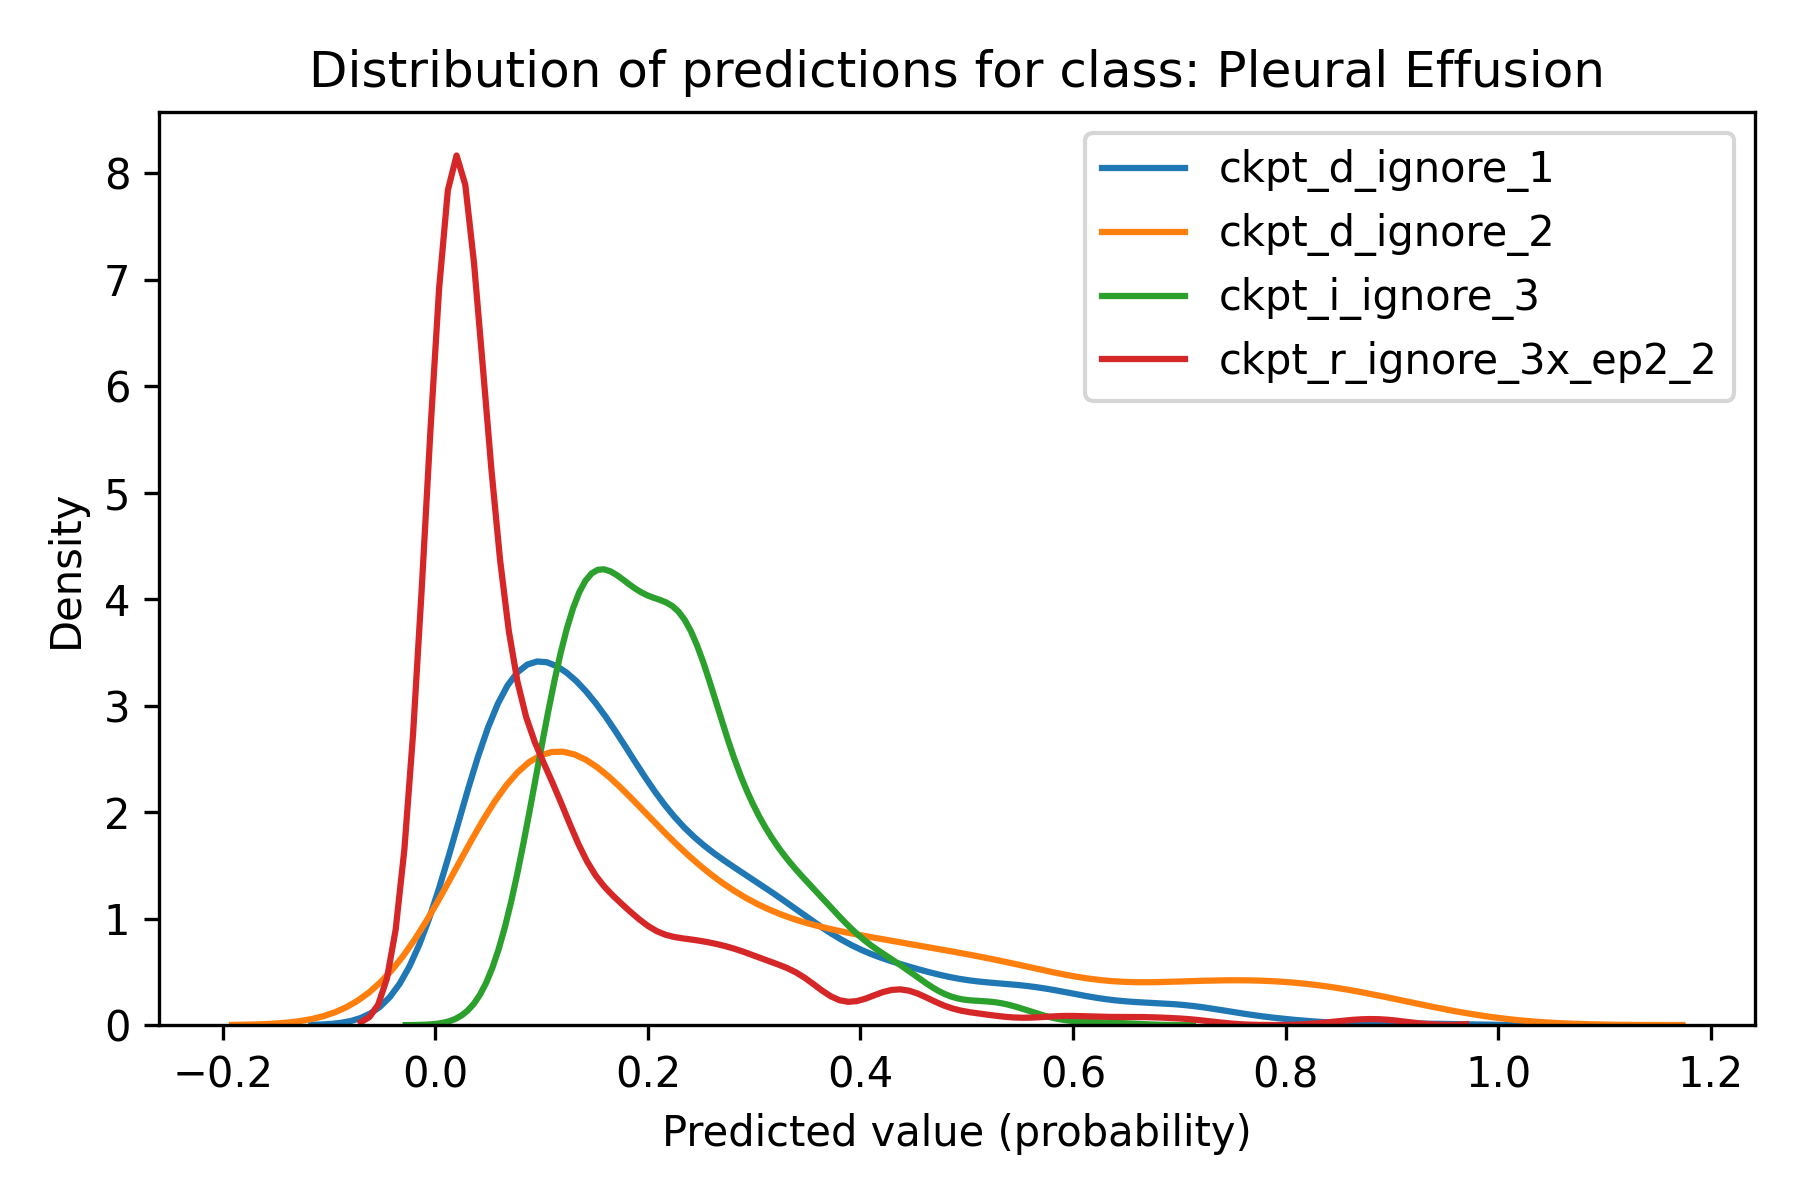 Distribution of predictions for class: Pleural Effusion
ckpt_d_ignore_1
ckpt_d_ignore_2
ckpt_i_ignore_3
ckpt_r_ignore_3x_ep2_2
Density
8
7
6
5
4
3
2
1
0
−0.2 0.0 0.2 0.4 0.6 0.8 1.0 1.2
Predicted value (probability)